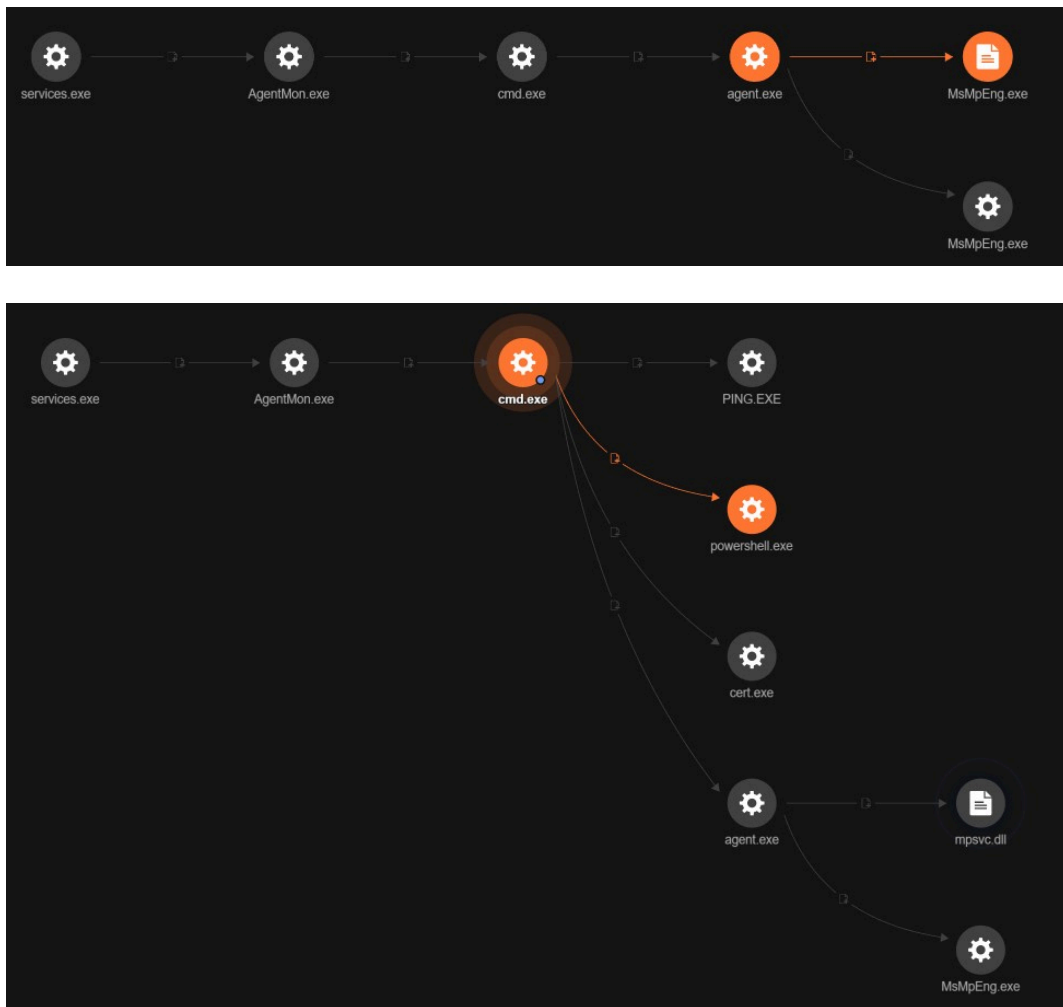 services.exe AgentMon.exe cmd.exe agent.exe MsMpEng.exe
MsMpEng.exe
services.exe AgentMon.exe cmd.exe PING.EXE
powershell.exe
cert.exe
agent.exe mpsvc.dll
MsMpEng.exe